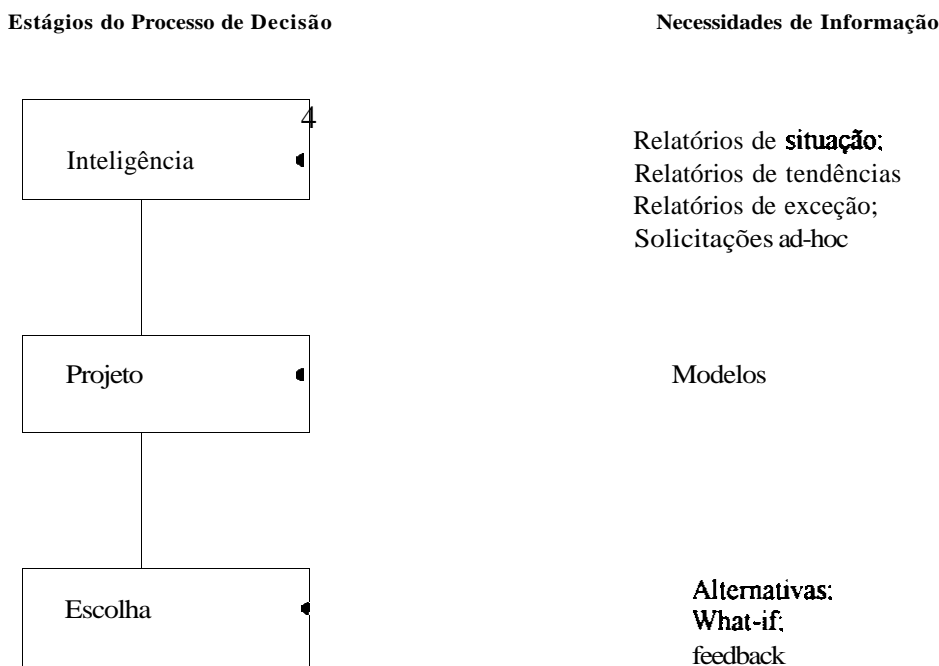 Estágios do Processo de Decisão
Necessidades de Informação
4
Inteligência
Relatórios de situação;
Relatórios de tendências
Relatórios de exceção;
Solicitações ad-hoc
Projeto
Modelos
Escolha
Alternativas;
What-if;
feedback